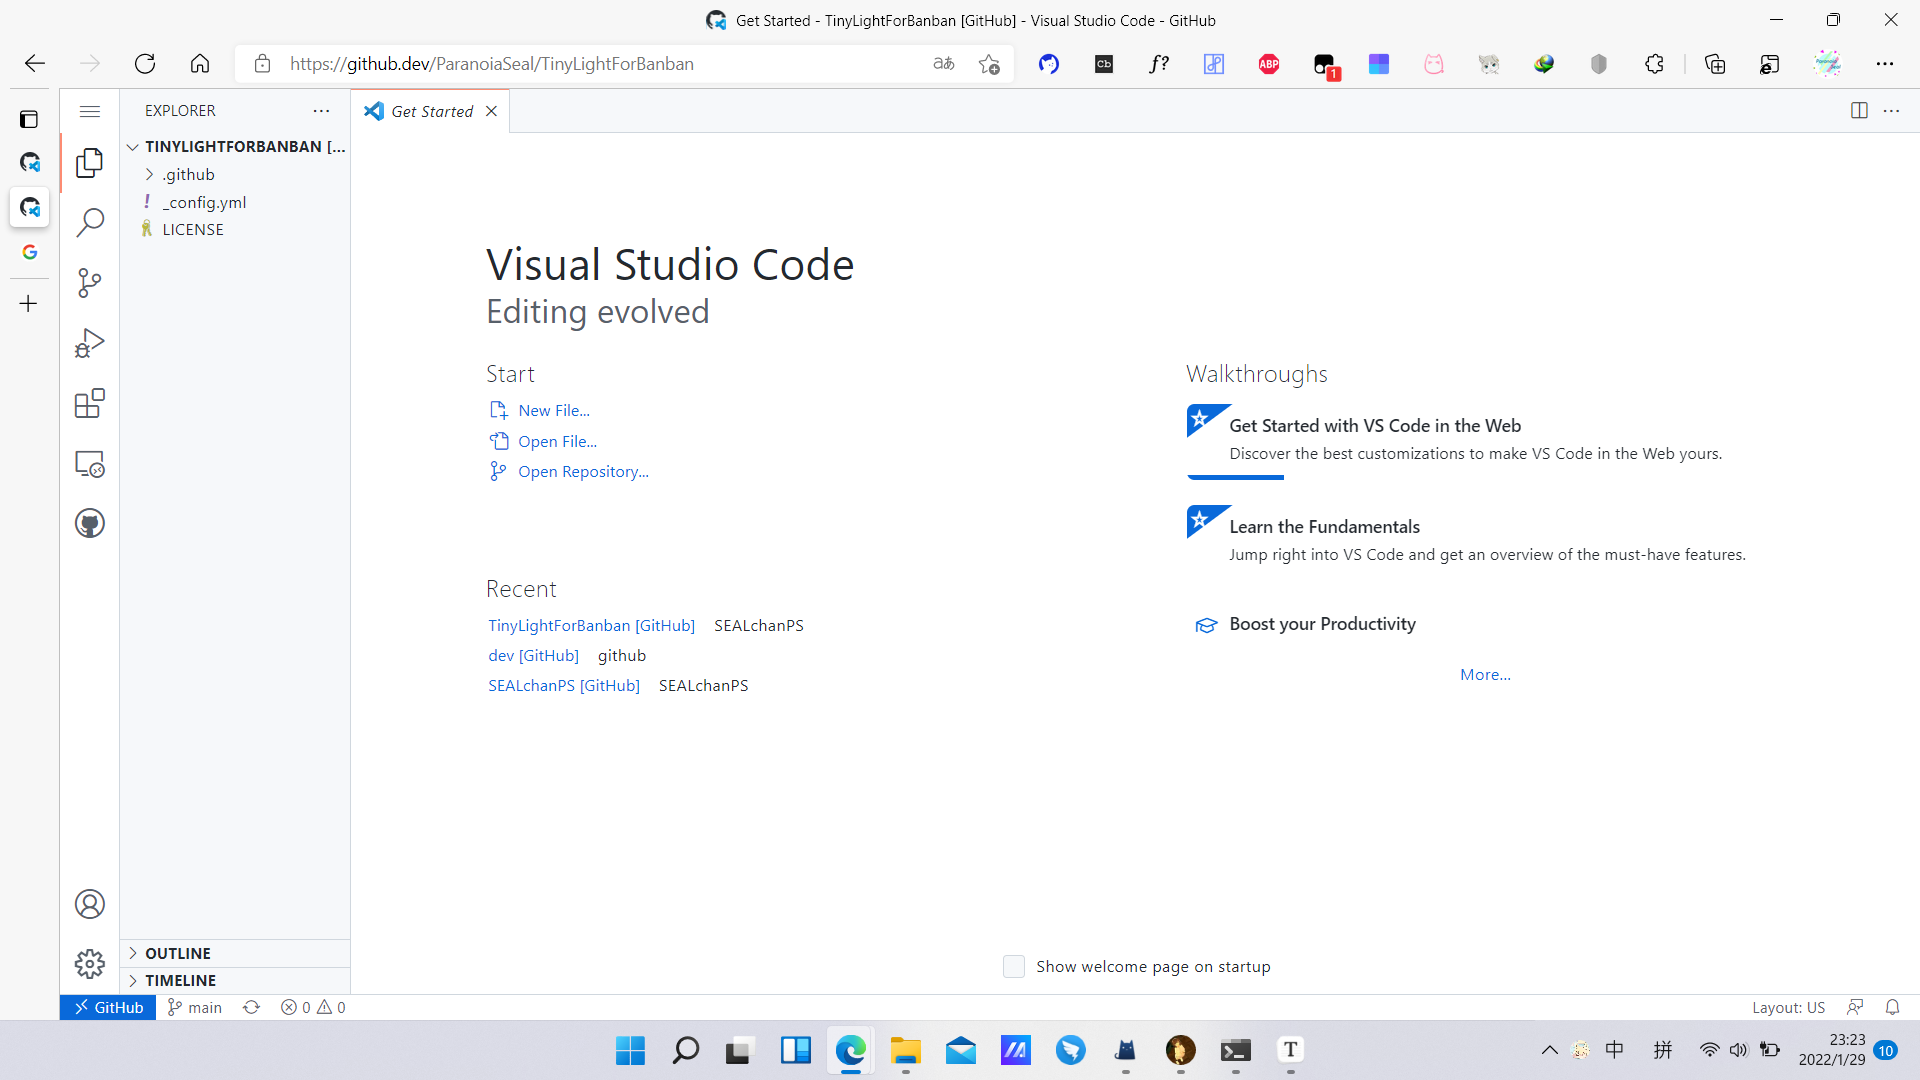 Get Started - TinyLightForBanban [GitHub] - Visual Studio Code - GitHub
https://github.dev/ParanoiaSeal/TinyLightForBanban
aあ
Cb
f?
ABP
1
EXPLORER
Get Started
TINYLIGHTFORBANBAN [...
.github
_config.yml
LICENSE
Visual Studio Code
Editing evolved
Start
New File...
Open File...
Open Repository...
Recent
TinyLightForBanban [GitHub] SEALchanPS
dev [GitHub] github
SEALchanPS [GitHub] SEALchanPS
Walkthroughs
Get Started with VS Code in the Web
Discover the best customizations to make VS Code in the Web yours.
Learn the Fundamentals
Jump right into VS Code and get an overview of the must-have features.
Boost your Productivity
More...
Show welcome page on startup
OUTLINE
TIMELINE
GitHub
main
0
0
Layout: US
T
中
拼
23:23
2022/1/29
10